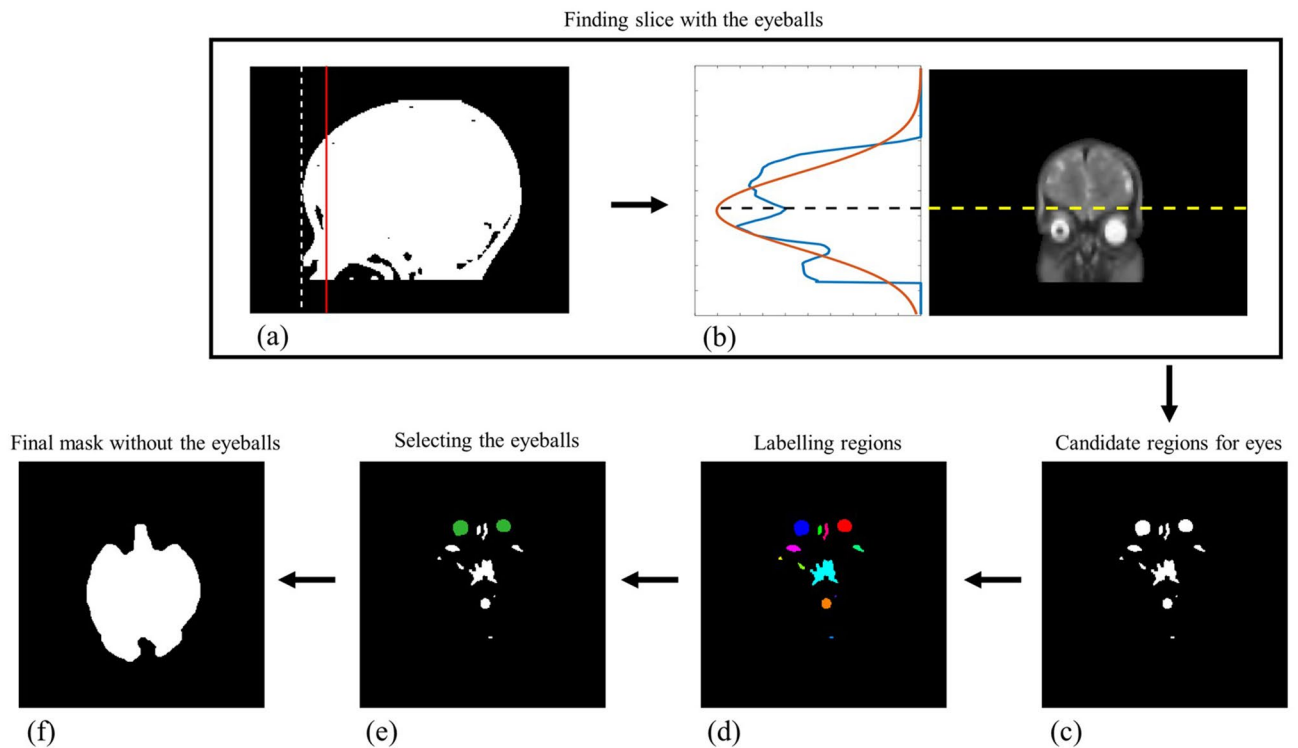 Finding slice with the eyeballs
(a)
(b)
Final mask without the eyeballs
Selecting the eyeballs
Labelling regions
Candidate regions for eyes
(f)
(e)
(d)
(c)